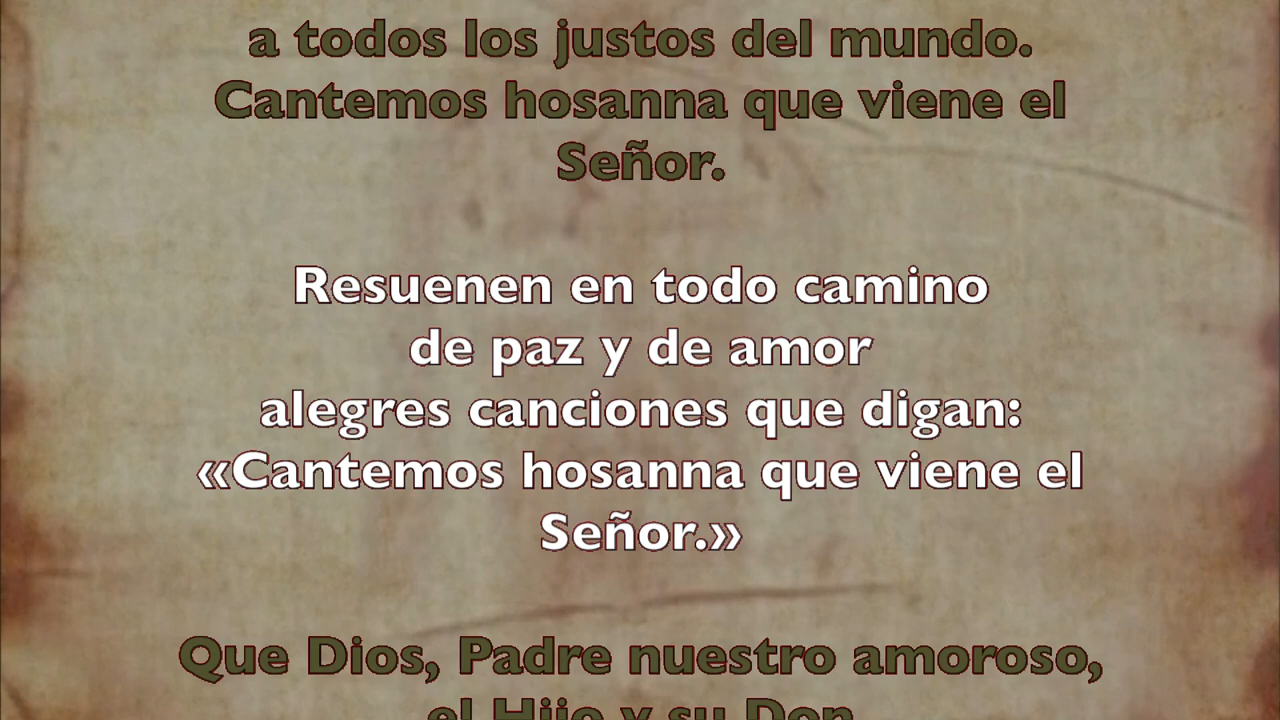 a todos los justos del mundo.
Cantemos hosanna que viene el
Señor.
Resuenen en todo camino
de paz y de amor
alegres canciones que digan:
«Cantemos hosanna que viene el
Señor.»
Que Dios, Padre nuestro amoroso,
el Hijo y su Don